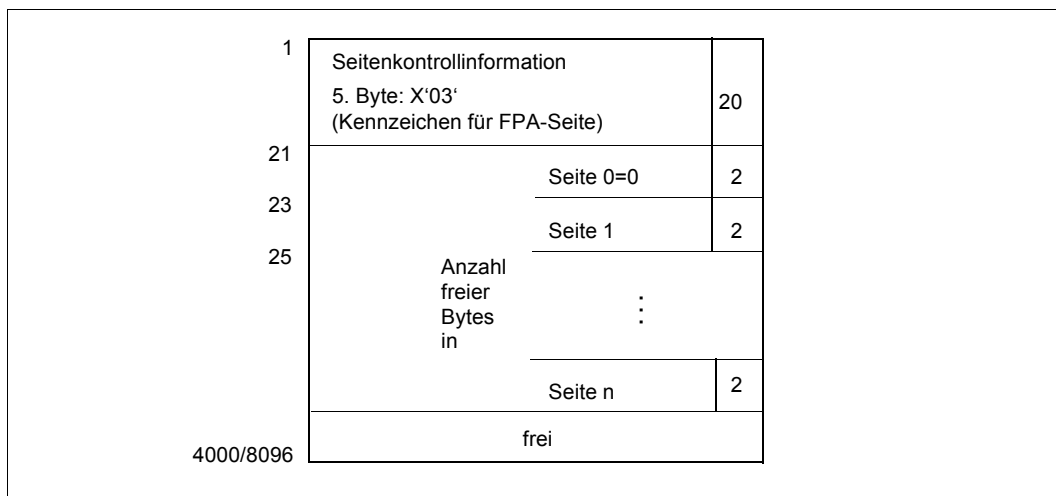 1
Seitenkontrollinformation
5. Byte: X‘03‘
(Kennzeichen für FPA-Seite)
20
21
Seite 0=0
2
23
Seite 1
2
25
Anzahl
freier
Bytes
in
⋮
Seite n
2
frei
4000/8096